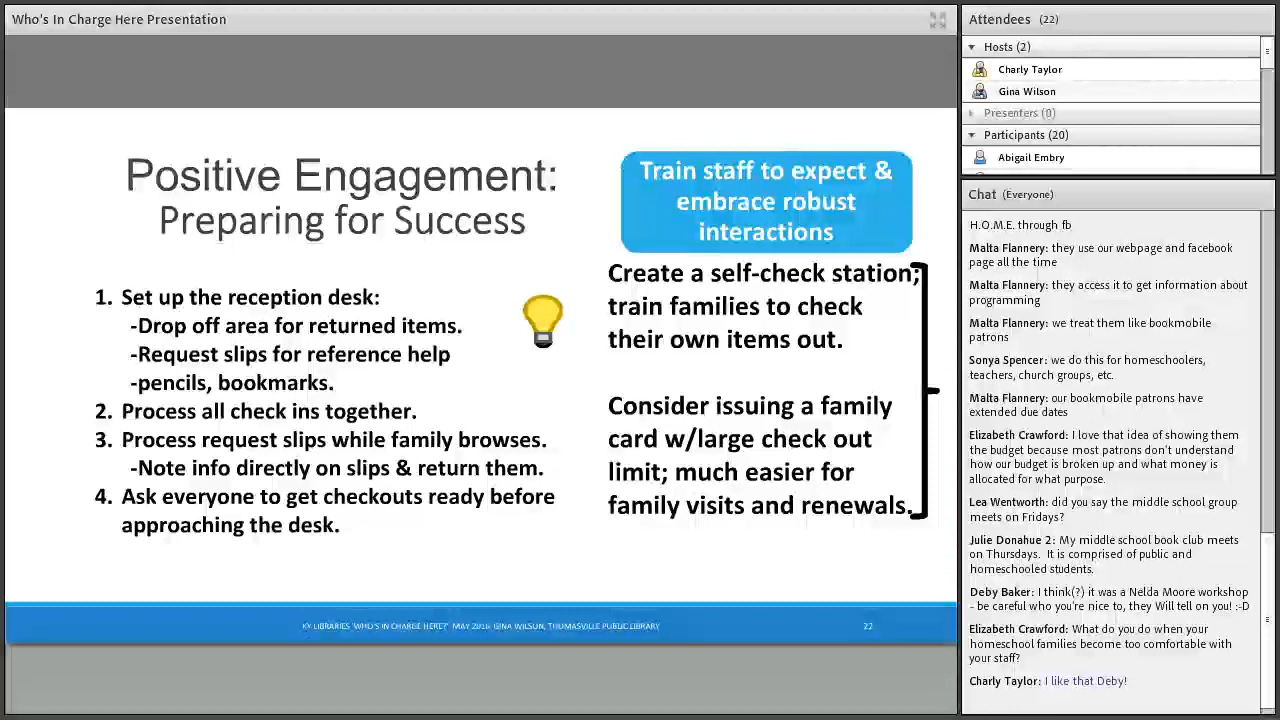 Who's In Charge Here Presentation
Positive Engagement:
Preparing for Success
1. Set up the reception desk:
-Drop off area for returned items.
-Request slips for reference help
-pencils, bookmarks.
2. Process all check ins together.
3. Process request slips while family browses.
-Note info directly on slips & return them.
4. Ask everyone to get checkouts ready before
approaching the desk.
Train staff to expect &
embrace robust
interactions
Create a self-check station;
train families to check
their own items out.
Consider issuing a family
card w/large check out
limit; much easier for
family visits and renewals.
KY LIBRARIES "WHO'S IN CHARGE HERE?" MAY 2016 GINA WILSON, THOMASVILLE PUBLIC LIBRARY
22
Attendees (22)
Hosts (2)
Charly Taylor
Gina Wilson
Presenters (0)
Participants (20)
Abigail Embry
Chat (Everyone)
H.O.M.E. through fb
Malta Flannery: they use our webpage and facebook
page all the time
Malta Flannery: they access it to get information about
programming
Malta Flannery: we treat them like bookmobile
patrons
Sonya Spencer: we do this for homeschoolers,
teachers, church groups, etc.
Malta Flannery: our bookmobile patrons have
extended due dates
Elizabeth Crawford: I love that idea of showing them
the budget because most patrons don't understand
how our budget is broken up and what money is
allocated for what purpose.
Lea Wentworth: did you say the middle school group
meets on Fridays?
Julie Donahue 2: My middle school book club meets
on Thursdays. It is comprised of public and
homeschooled students.
Deby Baker: I think(?) it was a Nelda Moore workshop
- be careful who you're nice to, they Will tell on you! :-D
Elizabeth Crawford: What do you do when your
homeschool families become too comfortable with
your staff?
Charly Taylor: I like that Deby!